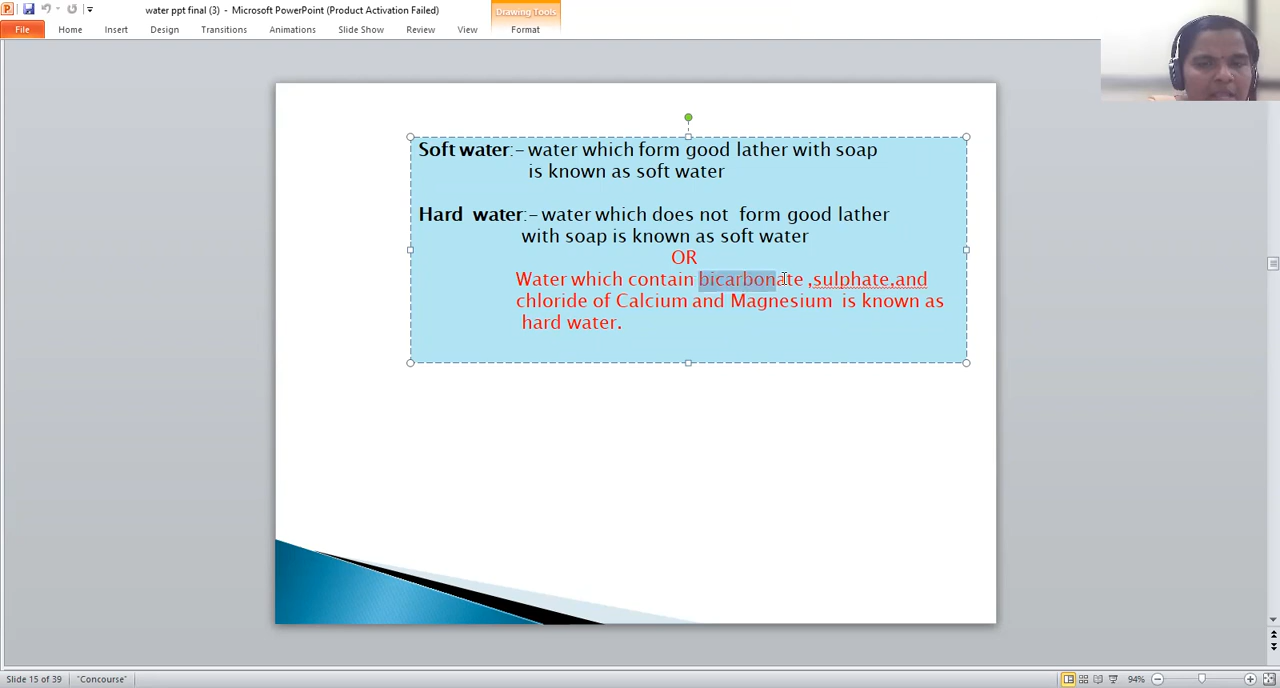 water ppt final (3) - Microsoft PowerPoint (Product Activation Failed)
Drawing Tools
File Home Insert Design Transitions Animations Slide Show Review View Format
Soft water:- water which form good lather with soap
is known as soft water
Hard water:- water which does not form good lather
with soap is known as soft water
OR
Water which contain bicarbonate ,sulphate,and
chloride of Calcium and Magnesium is known as
hard water.
Slide 15 of 39 "Concourse" 94%